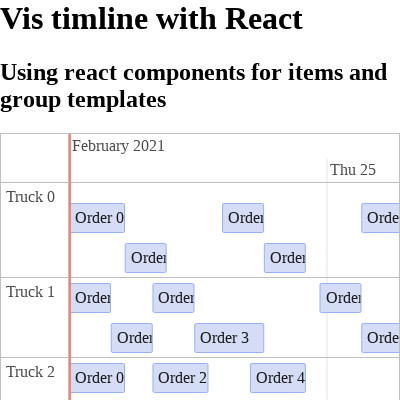 Vis timline with React
Using react components for items and
group templates
February 2021
Thu 25
Truck 0
Order 0
Order
Orde
Order
Order
Truck 1
Order
Order
Order
Order
Order 3
Orde
Truck 2
Order 0
Order 2
Order 4